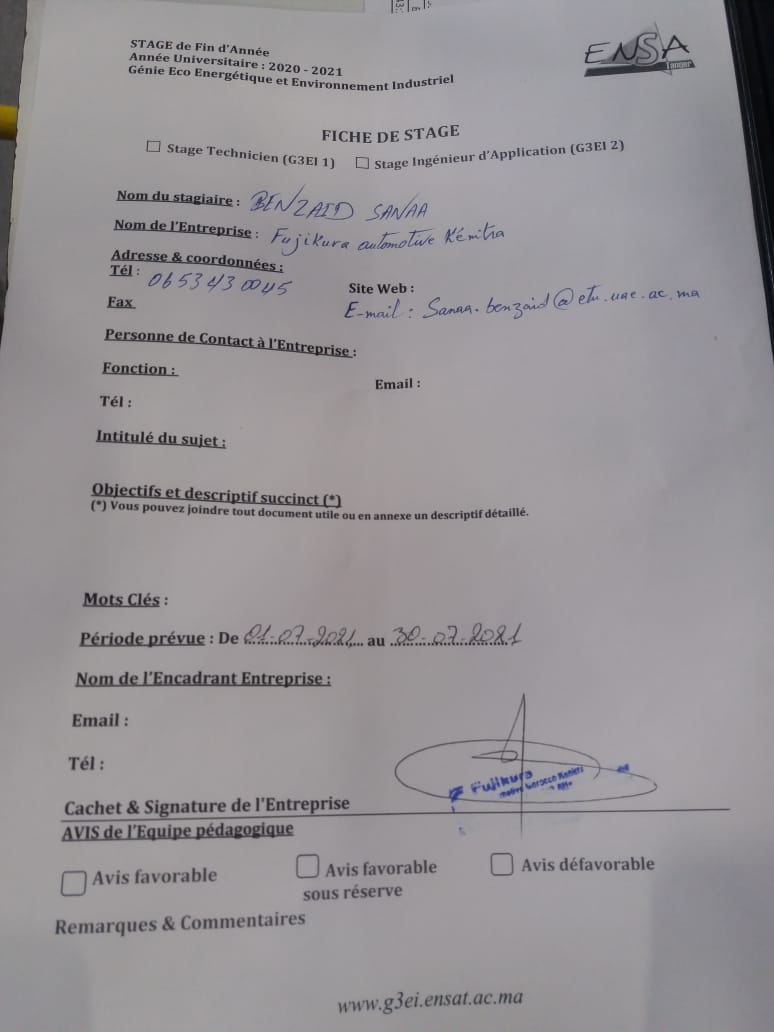 STAGE de Fin d'Année
Année Universitaire : 2020 - 2021
Génie Eco Energétique et Environnement Industriel
ENSA
Tanger
FICHE DE STAGE
Stage Technicien (G3EI 1) Stage Ingénieur d'Application (G3EI 2)
Nom du stagiaire : BENZAID SANAA
Nom de l'Entreprise : Fujikura automotive Kénitra
Adresse & coordonnées :
Tél : 0653430045 Site Web :
Fax E-mail : Sanaa.benzaid@etu.uae.ac.ma
Personne de Contact à l'Entreprise :
Fonction : Email :
Tél :
Intitulé du sujet :
Objectifs et descriptif succinct (*)
(*) Vous pouvez joindre tout document utile ou en annexe un descriptif détaillé.
Mots Clés :
Période prévue : De 01-07-2021 au 30-07-2021
Nom de l'Encadrant Entreprise :
Email :
Tél :
Fujikura
Morocco
Cachet & Signature de l'Entreprise
AVIS de l'Equipe pédagogique
Avis favorable Avis favorable sous réserve Avis défavorable
Remarques & Commentaires
www.g3ei.ensat.ac.ma